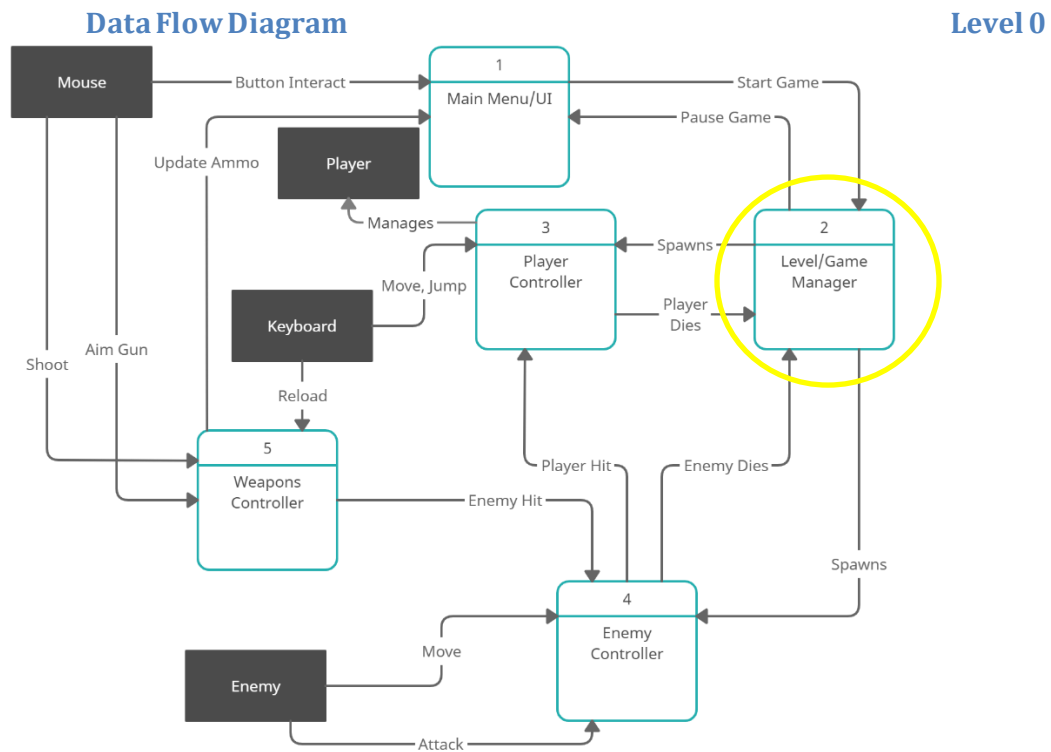 Data Flow Diagram
Level 0
Mouse
Button Interact
1
Main Menu/UI
Start Game
Pause Game
Update Ammo
Player
Manages
3
Player
Controller
Spawns
2
Level/Game
Manager
Move, Jump
Keyboard
Player
Dies
Aim Gun
Shoot
Reload
5
Weapons
Controller
Player Hit
Enemy Dies
Enemy Hit
Spawns
4
Enemy
Controller
Move
Enemy
Attack